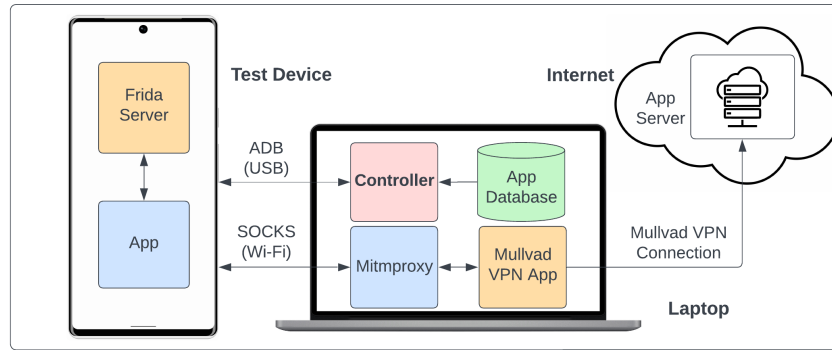 Test Device
Internet
Frida
Server
App
Server
ADB
(USB)
Controller
App
Database
App
SOCKS
(Wi-Fi)
Mitmproxy
Mullvad
VPN App
Mullvad VPN
Connection
Laptop